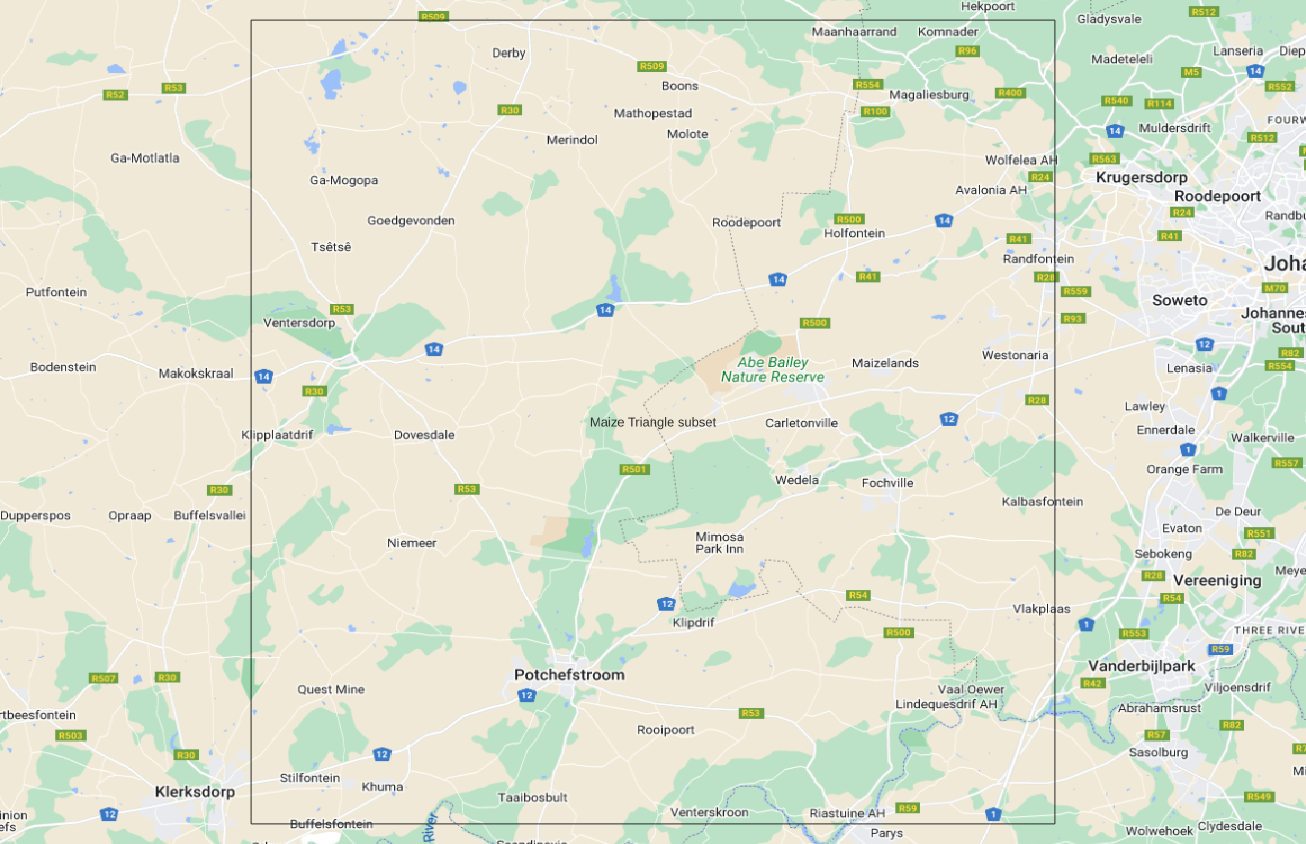 R509
Hekpoort
R512
Gladysvale
Maanhaarrand
Komnader
Derby
R96
Lanseria
Diep
Madeteleli
R509
M5
14
R52
R53
Boons
R554
Magaliesburg
R400
R552
R540
R114
R30
Mathopestad
R100
FOURW
Merindol
Molote
14
Muldersdrift
R512
Ga-Motlatla
Wolfelea AH
R563
Ga-Mogopa
R24
Krugersdorp
Avalonia AH
Roodepoort
Goedgevonden
Roodepoort
R500
14
R24
Randbu
Holfontein
Tsêtsê
R41
R41
Randfontein
Joha
14
R41
R28
Putfontein
R559
M70
Soweto
14
R53
Johannes
Sout
Ventersdorp
R500
R93
14
12
R82
Abe Bailey
Nature Reserve
Westonaria
Bodenstein
Makokskraal
14
Maizelands
Lenasia
R554
R30
R28
1
Lawley
Maize Triangle subset
Carletonville
12
Ennerdale
Klipplaatdrif
Dovesdale
Walkerville
1
R501
Orange Farm
R557
R30
R53
Wedela
Fochville
Kalbasfontein
Dupperspos
Opraap
Buffelsvallei
De Deur
Evaton
R551
Niemeer
Mimosa
Park Inn
Sebokeng
R82
R28
Vereeniging
Meye
12
R54
R54
Vlakplaas
Klipdrif
1
R500
R553
THREE RIVE
R59
Potchefstroom
Vanderbijlpark
R507
R30
R42
Quest Mine
12
Vaal Oewer
Viljoensdrif
Lindequesdrif AH
rtbeesfontein
R53
Abrahamsrust
R503
Rooipoort
R82
R57
R30
12
Sasolburg
Stilfontein
Khuma
Klerksdorp
Taaibosbult
R549
12
Venterskroon
Riastuine AH
R59
1
inion
efs
Buffelsfontein
River
Parys
Wolwehoek
Clydesdale